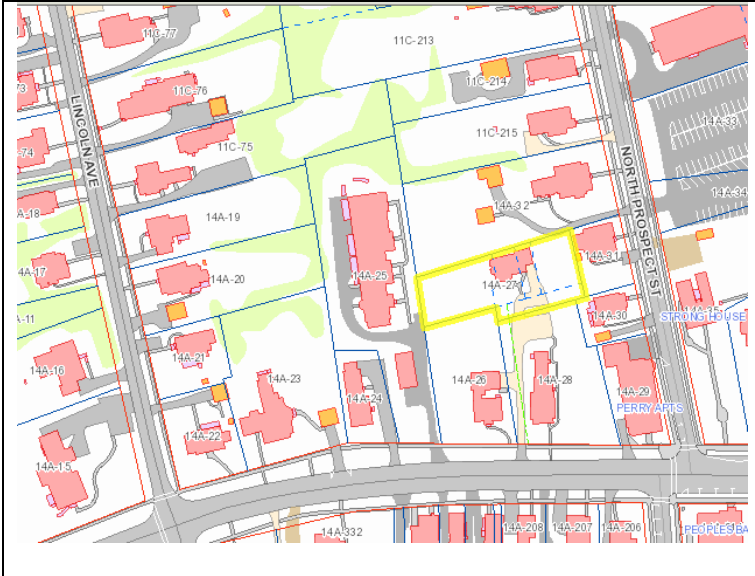 11C-77
11C-213
73
11C-76
11C-214
14A-33
LINCOLN AVE
-74
11C-75
11C-215
NORTH PROSPECT ST
14A-34
A-18
14A-19
14A-32
4A-17
14A-20
14A-25
14A-27
14A-31
A-11
14A-30
STRONG HOUSE
14A-21
14A-16
14A-23
14A-24
14A-26
14A-28
14A-29
PERRY APTS
14A-22
14A-15
14A-332
14A-208
14A-207
14A-206
PEOPLES BA